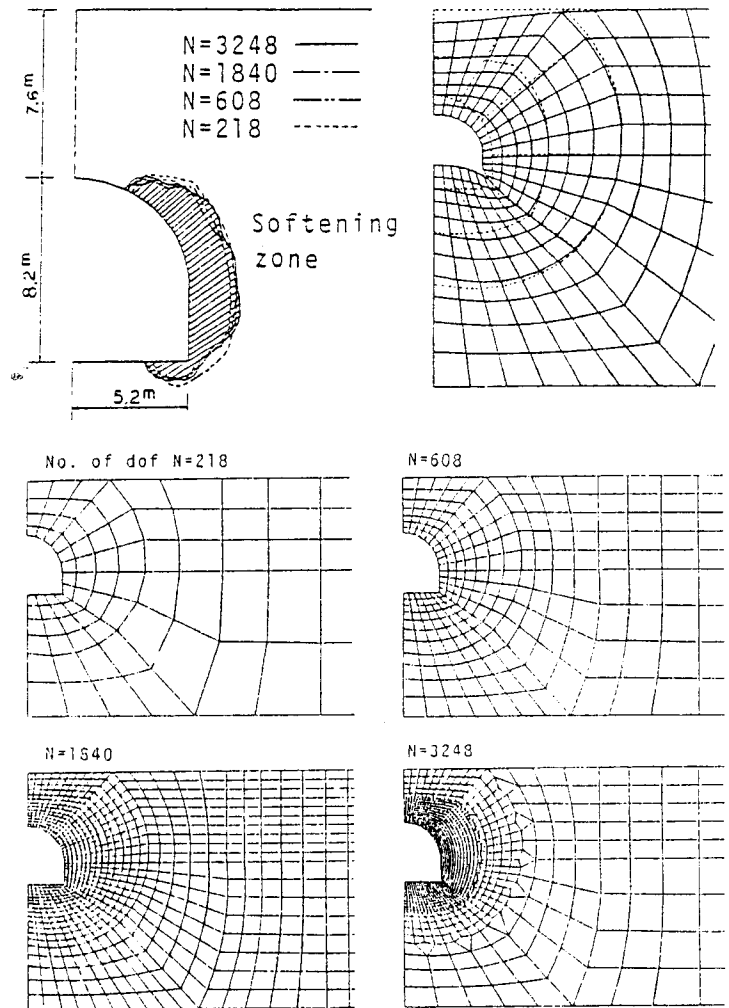 N=3248
N=1840
N=608
N=218
7.6m
8.2m
5.2m
Softening
zone
No. of dof N=218
N=608
N=1840
N=3248